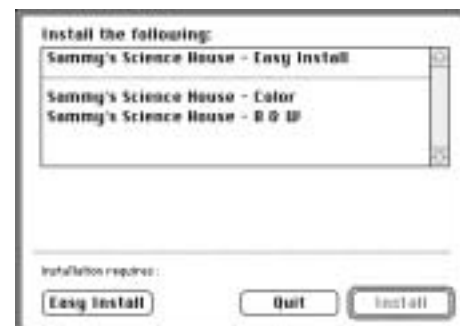 Install the following:
Sammy's Science House - Easy Install
Sammy's Science House - Color
Sammy's Science House - B & W
Installation requires:
Easy Install
Quit
Install